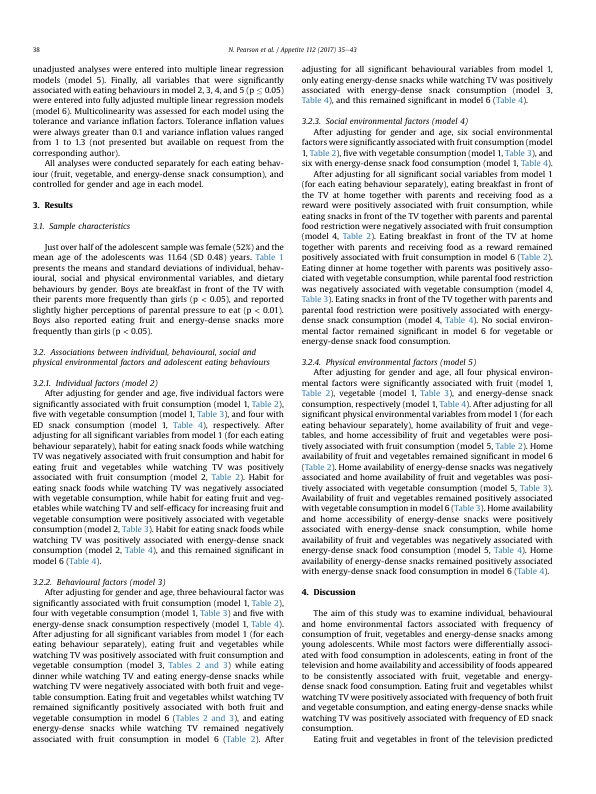 38
N. Pearson et al. / Appetite 112 (2017) 35–43
unadjusted analyses were entered into multiple linear regression
models (model 5). Finally, all variables that were significantly
associated with eating behaviours in model 2, 3, 4, and 5 (p ≤ 0.05)
were entered into fully adjusted multiple linear regression models
(model 6). Multicolinearity was assessed for each model using the
tolerance and variance inflation factors. Tolerance inflation values
were always greater than 0.1 and variance inflation values ranged
from 1 to 1.3 (not presented but available on request from the
corresponding author).
All analyses were conducted separately for each eating behav-
iour (fruit, vegetable, and energy-dense snack consumption), and
controlled for gender and age in each model.
3. Results
3.1. Sample characteristics
Just over half of the adolescent sample was female (52%) and the
mean age of the adolescents was 11.64 (SD 0.48) years. Table 1
presents the means and standard deviations of individual, behav-
ioural, social and physical environmental variables, and dietary
behaviours by gender. Boys ate breakfast in front of the TV with
their parents more frequently than girls (p < 0.05), and reported
slightly higher perceptions of parental pressure to eat (p < 0.01).
Boys also reported eating fruit and energy-dense snacks more
frequently than girls (p < 0.05).
3.2. Associations between individual, behavioural, social and
physical environmental factors and adolescent eating behaviours
3.2.1. Individual factors (model 2)
After adjusting for gender and age, five individual factors were
significantly associated with fruit consumption (model 1, Table 2),
five with vegetable consumption (model 1, Table 3), and four with
ED snack consumption (model 1, Table 4), respectively. After
adjusting for all significant variables from model 1 (for each eating
behaviour separately), habit for eating snack foods while watching
TV was negatively associated with fruit consumption and habit for
eating fruit and vegetables while watching TV was positively
associated with fruit consumption (model 2, Table 2). Habit for
eating snack foods while watching TV was negatively associated
with vegetable consumption, while habit for eating fruit and veg-
etables while watching TV and self-efficacy for increasing fruit and
vegetable consumption were positively associated with vegetable
consumption (model 2, Table 3). Habit for eating snack foods while
watching TV was positively associated with energy-dense snack
consumption (model 2, Table 4), and this remained significant in
model 6 (Table 4).
3.2.2. Behavioural factors (model 3)
After adjusting for gender and age, three behavioural factor was
significantly associated with fruit consumption (model 1, Table 2),
four with vegetable consumption (model 1, Table 3) and five with
energy-dense snack consumption respectively (model 1, Table 4).
After adjusting for all significant variables from model 1 (for each
eating behaviour separately), eating fruit and vegetables while
watching TV was positively associated with fruit consumption and
vegetable consumption (model 3, Tables 2 and 3) while eating
dinner while watching TV and eating energy-dense snacks while
watching TV were negatively associated with both fruit and vege-
table consumption. Eating fruit and vegetables whilst watching TV
remained significantly positively associated with both fruit and
vegetable consumption in model 6 (Tables 2 and 3), and eating
energy-dense snacks while watching TV remained negatively
associated with fruit consumption in model 6 (Table 2). After
adjusting for all significant behavioural variables from model 1,
only eating energy-dense snacks while watching TV was positively
associated with energy-dense snack consumption (model 3,
Table 4), and this remained significant in model 6 (Table 4).
3.2.3. Social environmental factors (model 4)
After adjusting for gender and age, six social environmental
factors were significantly associated with fruit consumption (model
1, Table 2), five with vegetable consumption (model 1, Table 3), and
six with energy-dense snack food consumption (model 1, Table 4).
After adjusting for all significant social variables from model 1
(for each eating behaviour separately), eating breakfast in front of
the TV at home together with parents and receiving food as a
reward were positively associated with fruit consumption, while
eating snacks in front of the TV together with parents and parental
food restriction were negatively associated with fruit consumption
(model 4, Table 2). Eating breakfast in front of the TV at home
together with parents and receiving food as a reward remained
positively associated with fruit consumption in model 6 (Table 2).
Eating dinner at home together with parents was positively asso-
ciated with vegetable consumption, while parental food restriction
was negatively associated with vegetable consumption (model 4,
Table 3). Eating snacks in front of the TV together with parents and
parental food restriction were positively associated with energy-
dense snack consumption (model 4, Table 4). No social environ-
mental factor remained significant in model 6 for vegetable or
energy-dense snack food consumption.
3.2.4. Physical environmental factors (model 5)
After adjusting for gender and age, all four physical environ-
mental factors were significantly associated with fruit (model 1,
Table 2), vegetable (model 1, Table 3), and energy-dense snack
consumption, respectively (model 1, Table 4). After adjusting for all
significant physical environmental variables from model 1 (for each
eating behaviour separately), home availability of fruit and vege-
tables, and home accessibility of fruit and vegetables were posi-
tively associated with fruit consumption (model 5, Table 2). Home
availability of fruit and vegetables remained significant in model 6
(Table 2). Home availability of energy-dense snacks was negatively
associated and home availability of fruit and vegetables was posi-
tively associated with vegetable consumption (model 5, Table 3).
Availability of fruit and vegetables remained positively associated
with vegetable consumption in model 6 (Table 3). Home availability
and home accessibility of energy-dense snacks were positively
associated with energy-dense snack consumption, while home
availability of fruit and vegetables was negatively associated with
energy-dense snack food consumption (model 5, Table 4). Home
availability of energy-dense snacks remained positively associated
with energy-dense snack food consumption in model 6 (Table 4).
4. Discussion
The aim of this study was to examine individual, behavioural
and home environmental factors associated with frequency of
consumption of fruit, vegetables and energy-dense snacks among
young adolescents. While most factors were differentially associ-
ated with food consumption in adolescents, eating in front of the
television and home availability and accessibility of foods appeared
to be consistently associated with fruit, vegetable and energy-
dense snack food consumption. Eating fruit and vegetables whilst
watching TV were positively associated with frequency of both fruit
and vegetable consumption, and eating energy-dense snacks while
watching TV was positively associated with frequency of ED snack
consumption.
Eating fruit and vegetables in front of the television predicted